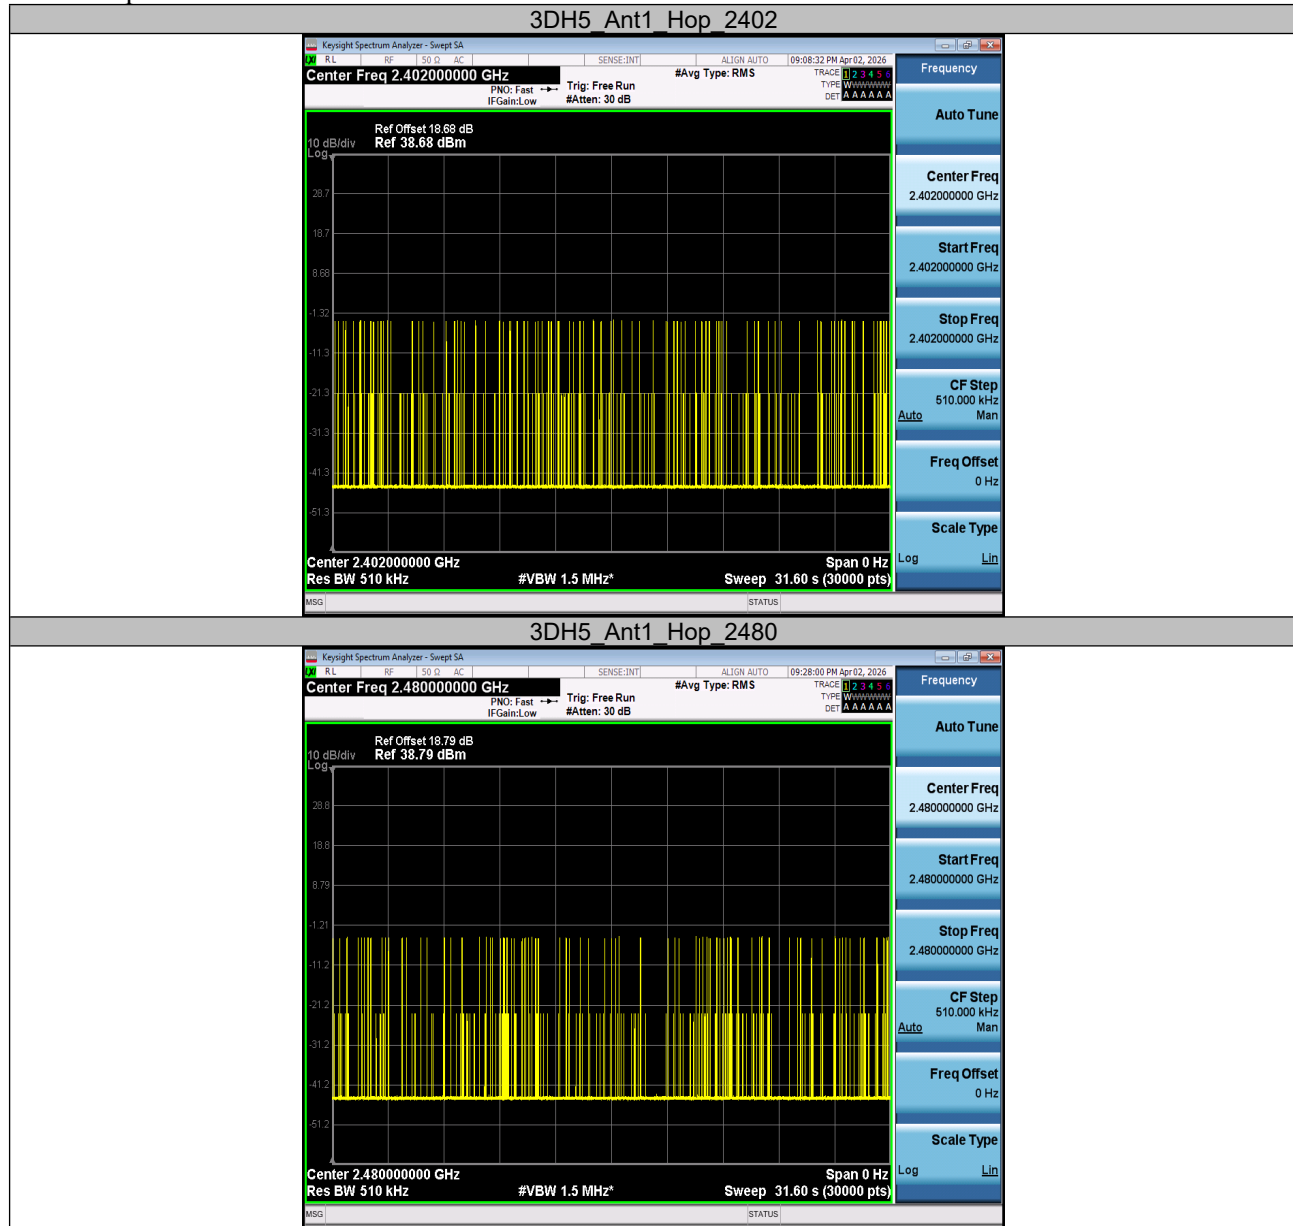 3DH5_Ant1_Hop_2402
Keysight Spectrum Analyzer - Swept SA
RL RF 50 Ω AC SENSE:INT ALIGN AUTO 09:08:32 PM Apr 02, 2026
Center Freq 2.402000000 GHz
PNO: Fast
IFGain:Low
Trig: Free Run
#Atten: 30 dB
#Avg Type: RMS
TRACE 1 2 3 4 5 6
TYPE W
DET A A A A A A
Ref Offset 18.68 dB
10 dB/div Ref 38.68 dBm
Log
28.7
18.7
8.68
-1.32
-11.3
-21.3
-31.3
-41.3
-51.3
Center 2.402000000 GHz Span 0 Hz
Res BW 510 kHz #VBW 1.5 MHz* Sweep 31.60 s (30000 pts)
MSG STATUS
Frequency
Auto Tune
Center Freq
2.402000000 GHz
Start Freq
2.402000000 GHz
Stop Freq
2.402000000 GHz
CF Step
510.000 kHz
Auto Man
Freq Offset
0 Hz
Scale Type
Log Lin
3DH5_Ant1_Hop_2480
Keysight Spectrum Analyzer - Swept SA
RL RF 50 Ω AC SENSE:INT ALIGN AUTO 09:28:00 PM Apr 02, 2026
Center Freq 2.480000000 GHz
PNO: Fast
IFGain:Low
Trig: Free Run
#Atten: 30 dB
#Avg Type: RMS
TRACE 1 2 3 4 5 6
TYPE W
DET A A A A A A
Ref Offset 18.79 dB
10 dB/div Ref 38.79 dBm
Log
28.8
18.8
8.79
-1.21
-11.2
-21.2
-31.2
-41.2
-51.2
Center 2.480000000 GHz Span 0 Hz
Res BW 510 kHz #VBW 1.5 MHz* Sweep 31.60 s (30000 pts)
MSG STATUS
Frequency
Auto Tune
Center Freq
2.480000000 GHz
Start Freq
2.480000000 GHz
Stop Freq
2.480000000 GHz
CF Step
510.000 kHz
Auto Man
Freq Offset
0 Hz
Scale Type
Log Lin